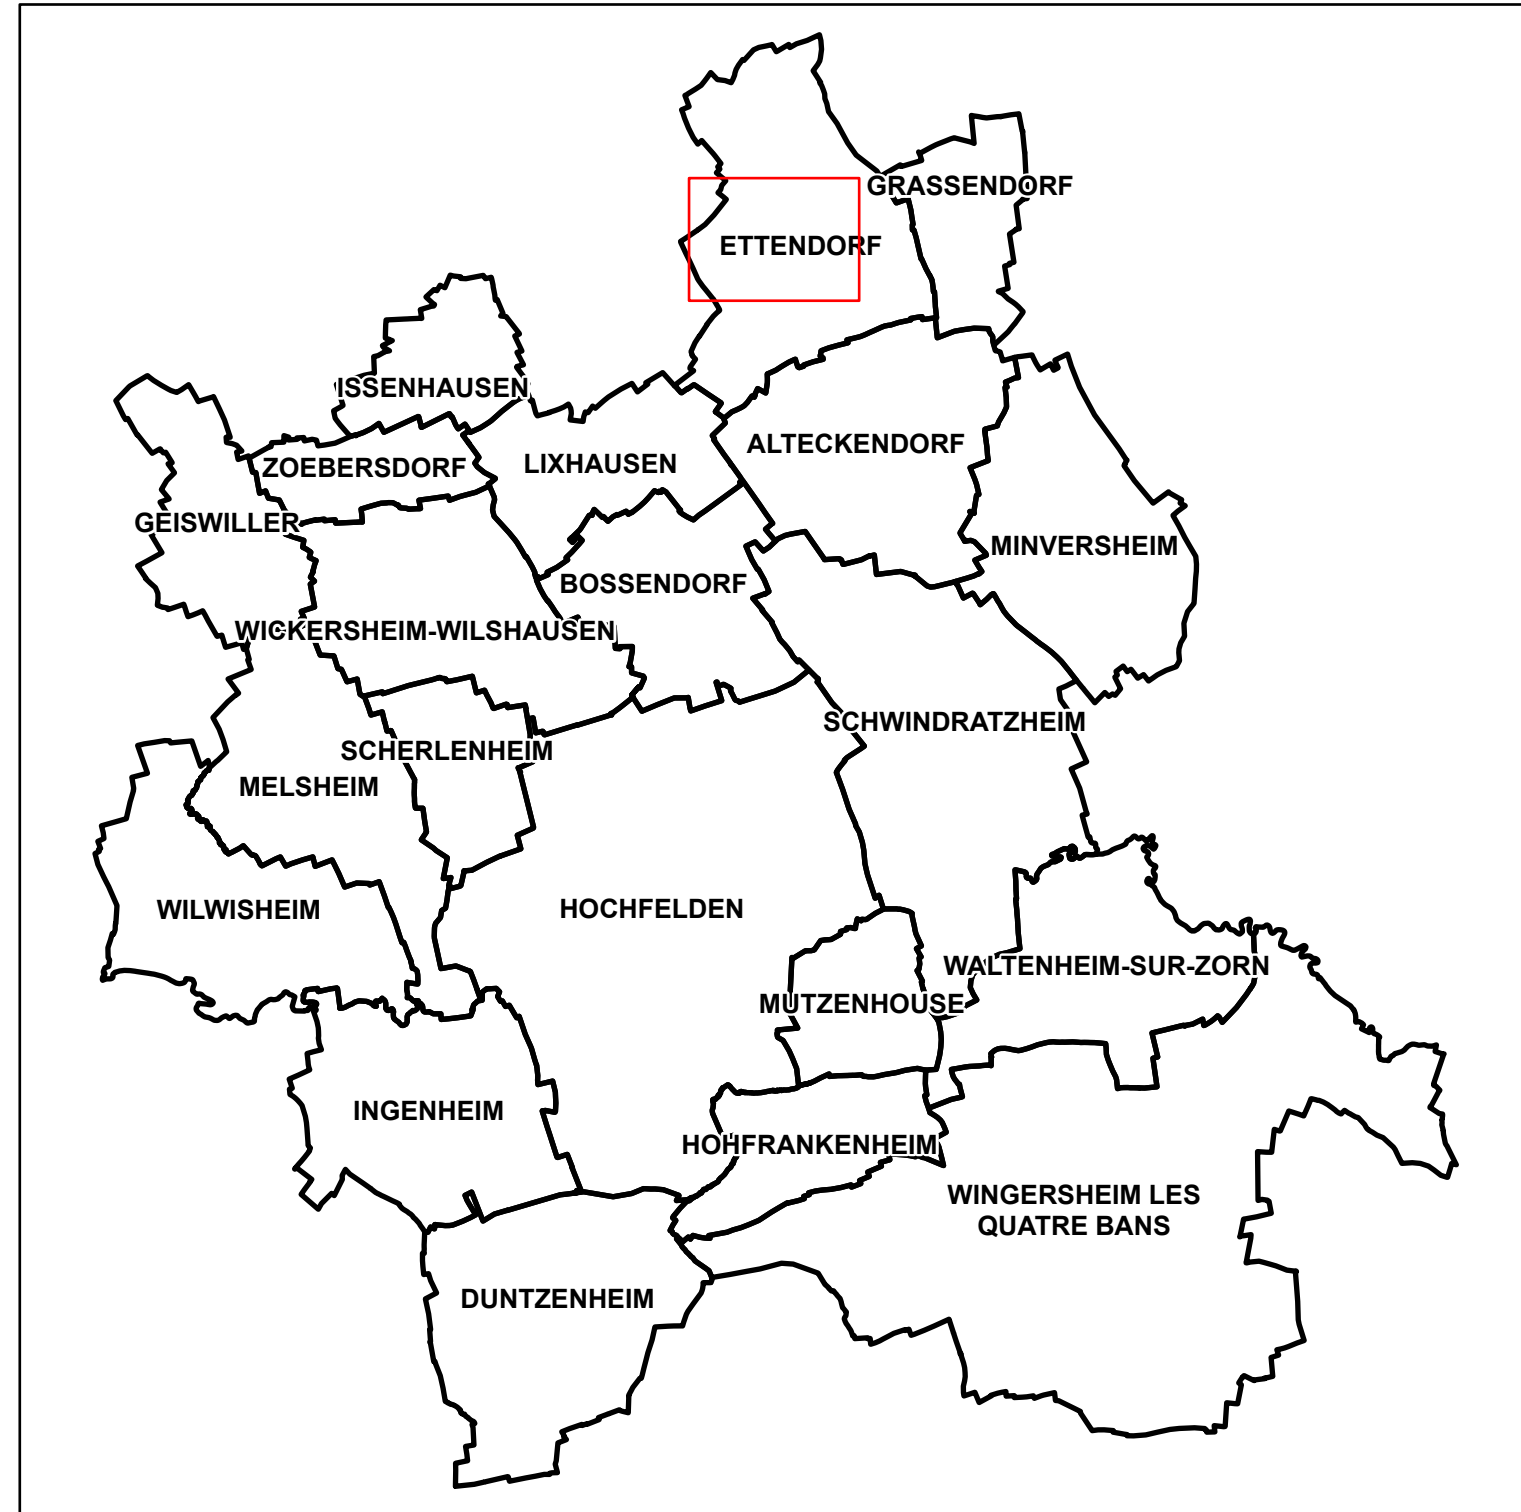 GRASSENDORF
ETTENDORF
ISSENHAUSEN
ALTECKENDORF
ZOEBERSDORF
LIXHAUSEN
GEISWILLER
MINVERSHEIM
BOSSENDORF
WICKERSHEIM-WILSHAUSEN
SCHWINDRATZHEIM
SCHERLENHEIM
MELSHEIM
WILWISHEIM
HOCHFELDEN
WALTENHEIM-SUR-ZORN
MUTZENHOUSE
INGENHEIM
HOHFRANKENHEIM
WINGERSHEIM LES
QUATRE BANS
DUNTZENHEIM